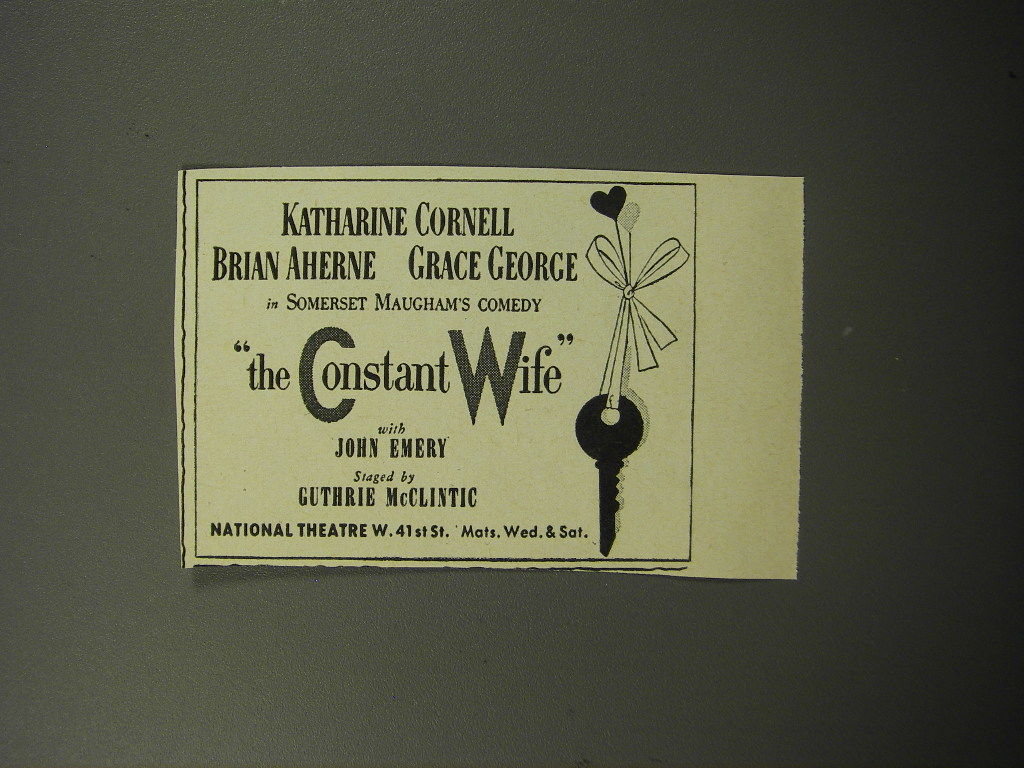 KATHARINE CORNELL
BRIAN AHERNE GRACE GEORGE
in SOMERSET MAUGHAM'S COMEDY
“the Constant Wife”
with
JOHN EMERY
Staged by
GUTHRIE McCLINTIC
NATIONAL THEATRE W. 41st St. Mats. Wed. & Sat.